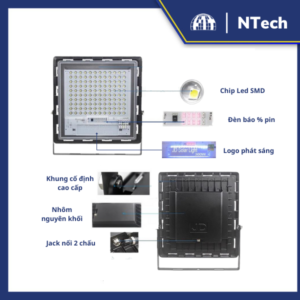 NTech
Chip Led SMD
Đèn báo % pin
Logo phát sáng
Khung cố định
cao cấp
Nhôm
nguyên khối
Jack nối 2 chấu